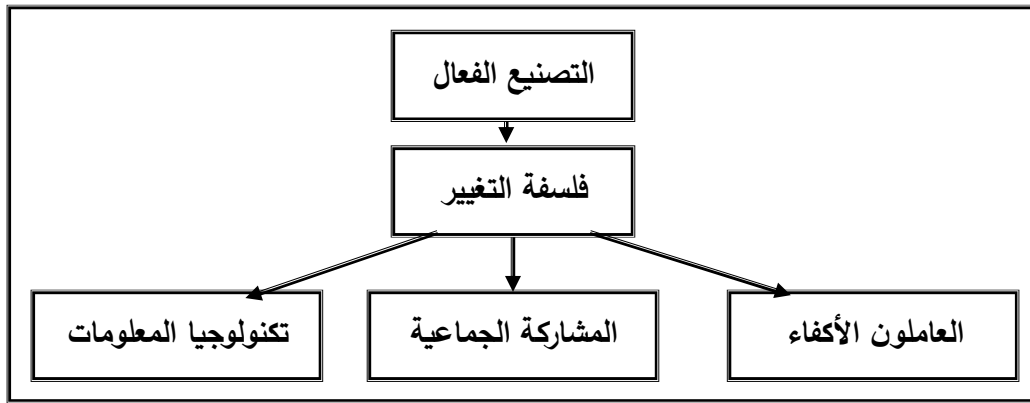 التصنيع الفعال
فلسفة التغيير
العاملون الأكفاء
المشاركة الجماعية
تكنولوجيا المعلومات